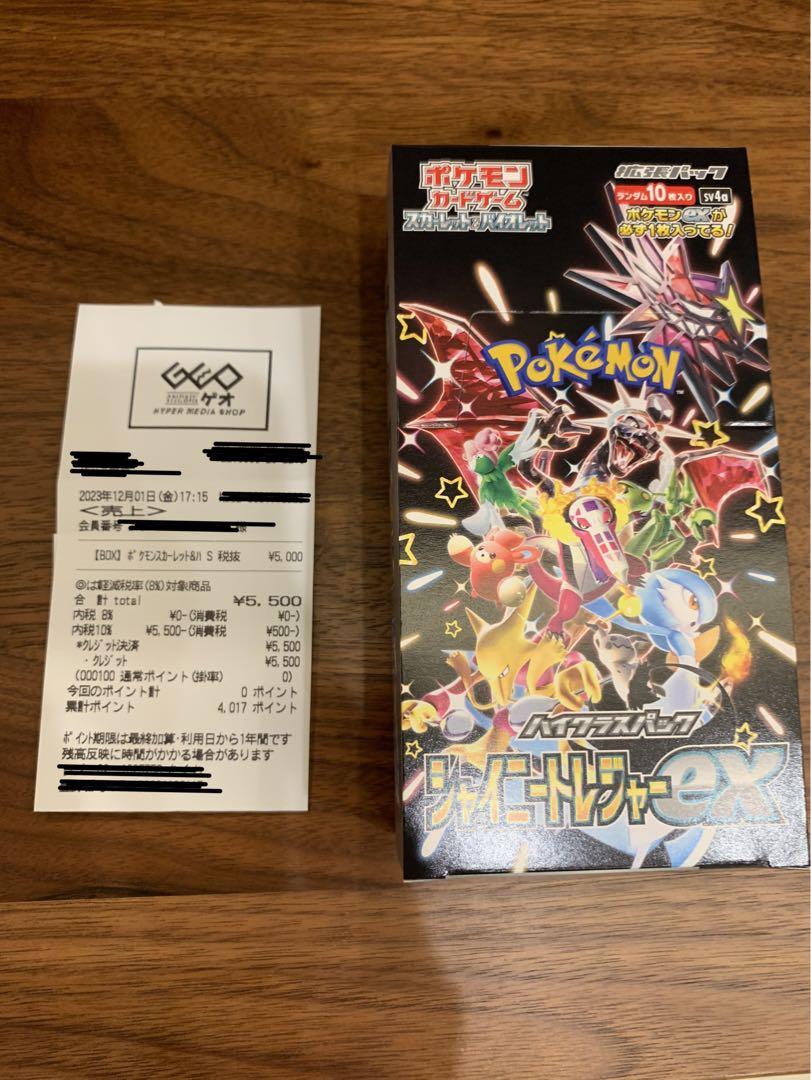 GEO
ゲオ
HYPER MEDIA SHOP
2023年12月01日(金)17:15
＜売上＞
会員番号
様
【BOX】ポケモンスカーレット&ハ S 税抜 ¥5,000
◎は軽減税率(8%)対象商品
合 計 total ¥5,500
内税 8% ¥0-(消費税 ¥0-)
内税10% ¥5,500-(消費税 ¥500-)
*クレジット決済 ¥5,500
・クレジット ¥5,500
(000100 通常ポイント(掛率) 0)
今回のポイント計 0 ポイント
累計ポイント 4,017 ポイント
ポイント期限は最終加算・利用日から1年間です
残高反映に時間がかかる場合があります
ポケモン
カードゲーム
スカーレット&バイオレット
拡張パック
ランダム10枚入り
SV4a
ポケモンexが
必ず1枚入ってる!
POKÉMON
TM
ハイクラスパック
シャイニートレジャーex